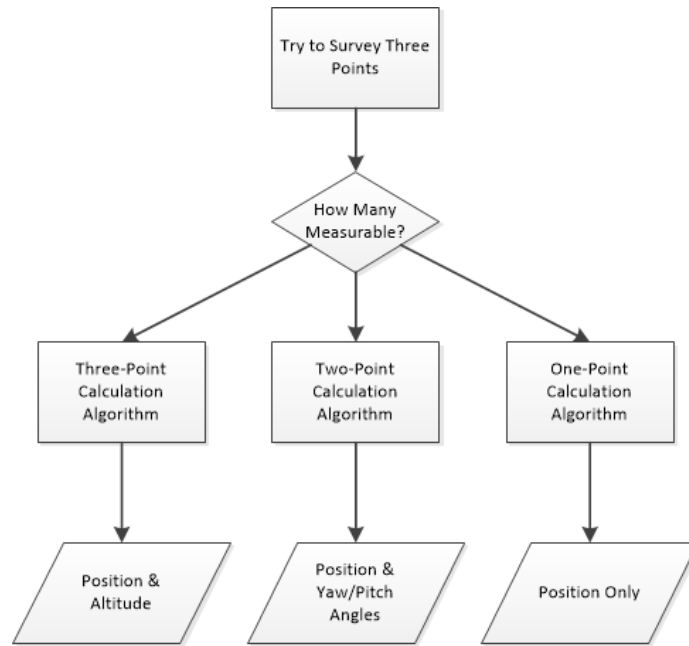 Try to Survey Three
Points
How Many
Measurable?
Three-Point
Calculation
Algorithm
Two-Point
Calculation
Algorithm
One-Point
Calculation
Algorithm
Position &
Altitude
Position &
Yaw/Pitch
Angles
Position Only